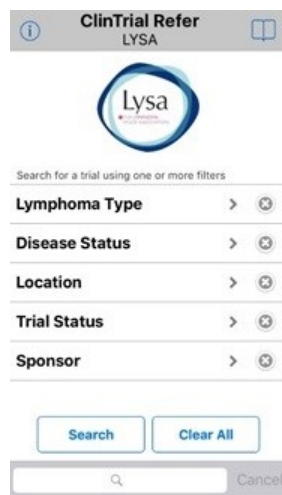 ClinTrial Refer
LYSA
Lysa
Search for a trial using one or more filters
Lymphoma Type
Disease Status
Location
Trial Status
Sponsor
Search
Clear All
Cancel